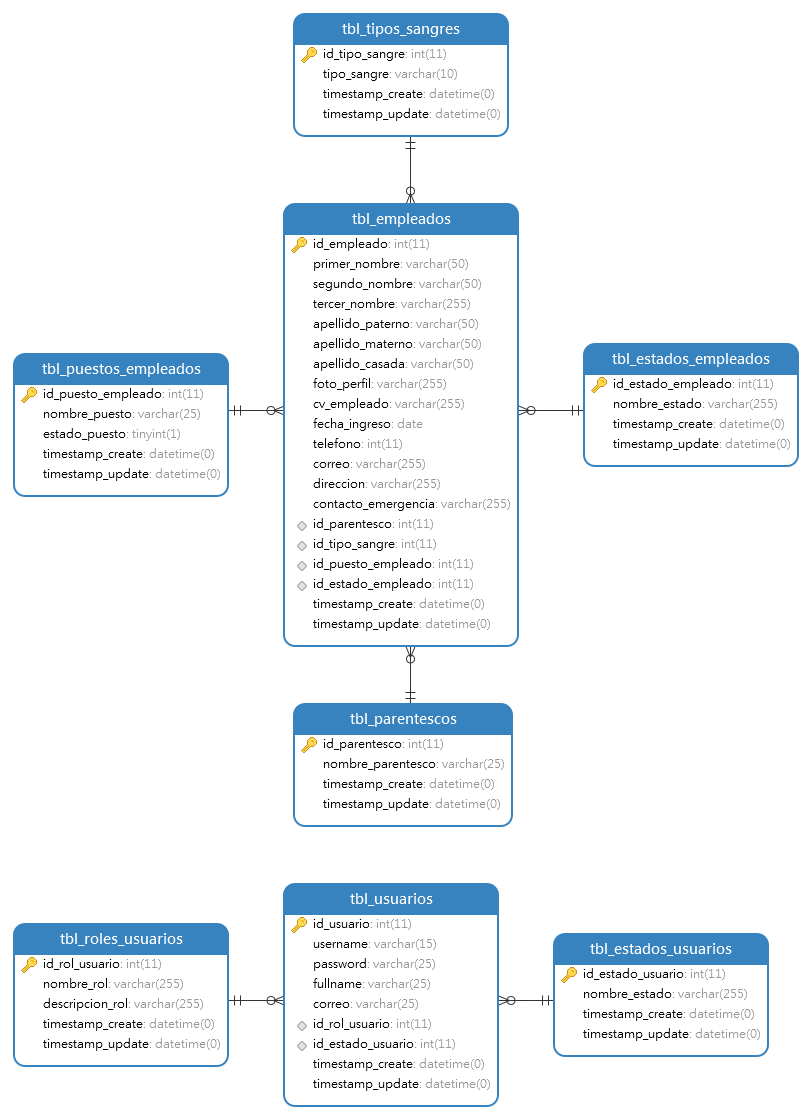 tbl_tipos_sangres
id_tipo_sangre: int(11)
tipo_sangre: varchar(10)
timestamp_create: datetime(0)
timestamp_update: datetime(0)
tbl_empleados
id_empleado: int(11)
primer_nombre: varchar(50)
segundo_nombre: varchar(50)
tercer_nombre: varchar(255)
apellido_paterno: varchar(50)
apellido_materno: varchar(50)
apellido_casada: varchar(50)
foto_perfil: varchar(255)
cv_empleado: varchar(255)
fecha_ingreso: date
telefono: int(11)
correo: varchar(255)
direccion: varchar(255)
contacto_emergencia: varchar(255)
id_parentesco: int(11)
id_tipo_sangre: int(11)
id_puesto_empleado: int(11)
id_estado_empleado: int(11)
timestamp_create: datetime(0)
timestamp_update: datetime(0)
tbl_puestos_empleados
id_puesto_empleado: int(11)
nombre_puesto: varchar(25)
estado_puesto: tinyint(1)
timestamp_create: datetime(0)
timestamp_update: datetime(0)
tbl_estados_empleados
id_estado_empleado: int(11)
nombre_estado: varchar(255)
timestamp_create: datetime(0)
timestamp_update: datetime(0)
tbl_parentescos
id_parentesco: int(11)
nombre_parentesco: varchar(25)
timestamp_create: datetime(0)
timestamp_update: datetime(0)
tbl_roles_usuarios
id_rol_usuario: int(11)
nombre_rol: varchar(255)
descripcion_rol: varchar(255)
timestamp_create: datetime(0)
timestamp_update: datetime(0)
tbl_usuarios
id_usuario: int(11)
username: varchar(15)
password: varchar(25)
fullname: varchar(25)
correo: varchar(25)
id_rol_usuario: int(11)
id_estado_usuario: int(11)
timestamp_create: datetime(0)
timestamp_update: datetime(0)
tbl_estados_usuarios
id_estado_usuario: int(11)
nombre_estado: varchar(255)
timestamp_create: datetime(0)
timestamp_update: datetime(0)